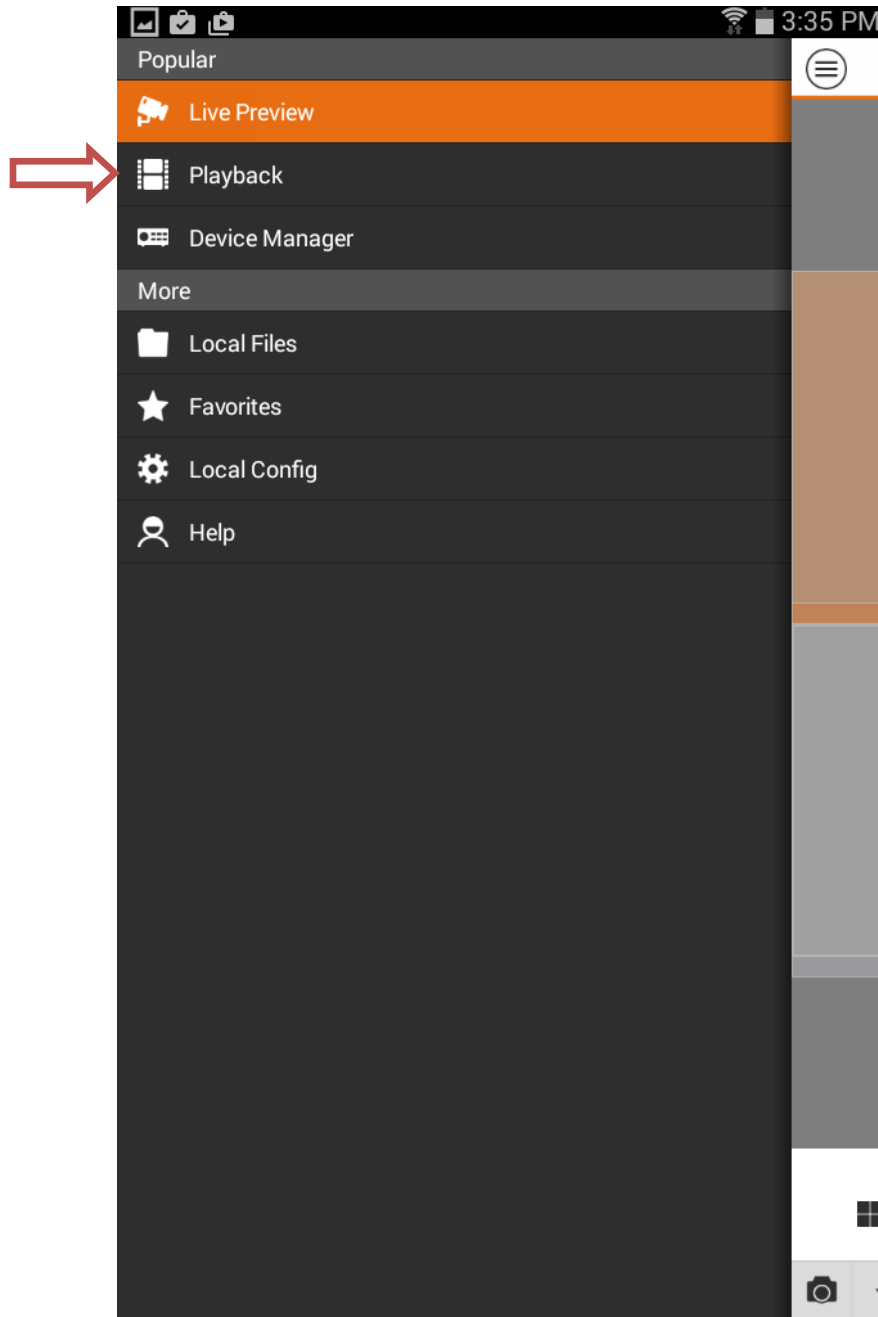 3:35 PM
Popular
Live Preview
Playback
Device Manager
More
Local Files
Favorites
Local Config
Help